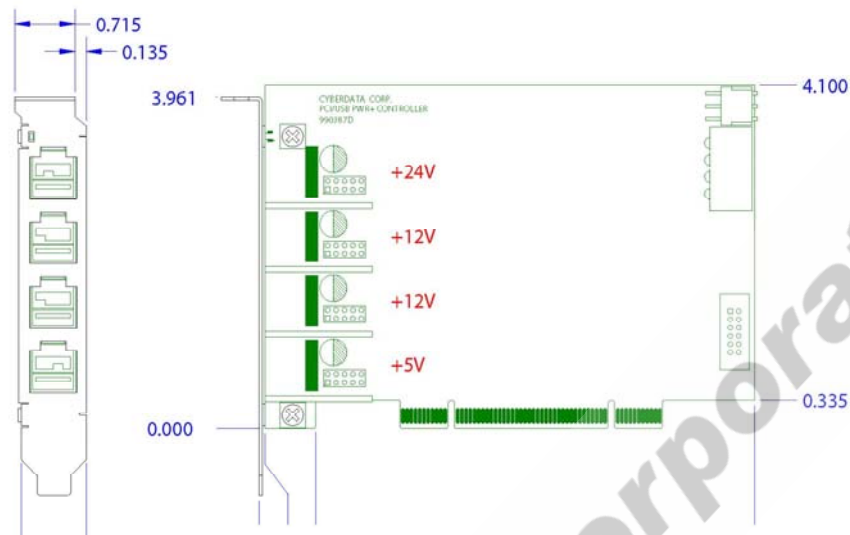 0.715
0.135
3.961
4.100
CYBERDATA CORP.
PCI/USB PWR+ CONTROLLER
990387D
+24V
+12V
+12V
+5V
0.335
0.000